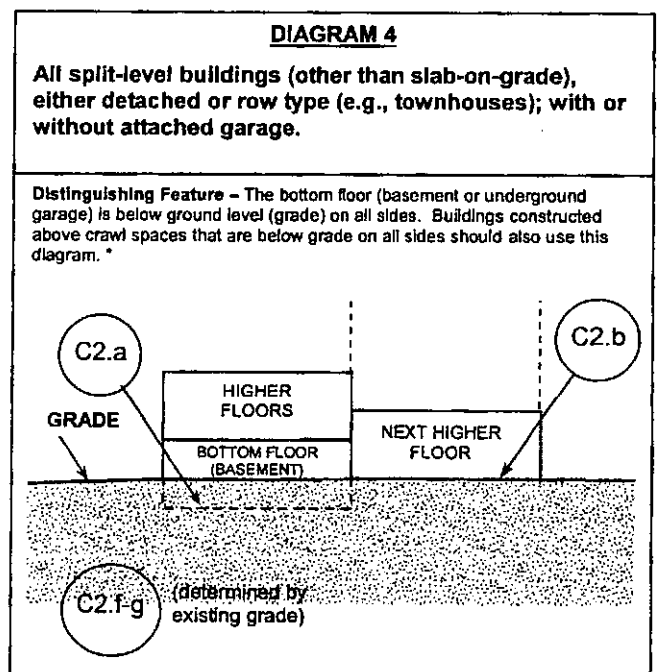 DIAGRAM 4
All split-level buildings (other than slab-on-grade),
either detached or row type (e.g., townhouses); with or
without attached garage.
Distinguishing Feature – The bottom floor (basement or underground
garage) is below ground level (grade) on all sides. Buildings constructed
above crawl spaces that are below grade on all sides should also use this
diagram. *
C2.a
C2.b
HIGHER
FLOORS
GRADE
NEXT HIGHER
FLOOR
BOTTOM FLOOR
(BASEMENT)
C2.f-g
(determined by
existing grade)